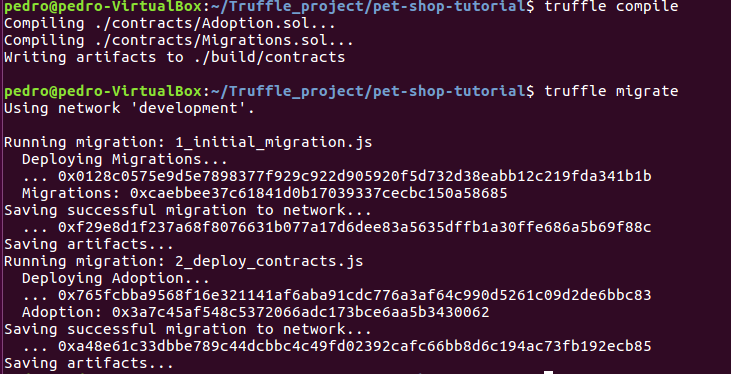 pedro@pedro-VirtualBox:~/Truffle_project/pet-shop-tutorial$ truffle compile
Compiling ./contracts/Adoption.sol...
Compiling ./contracts/Migrations.sol...
Writing artifacts to ./build/contracts
pedro@pedro-VirtualBox:~/Truffle_project/pet-shop-tutorial$ truffle migrate
Using network 'development'.
Running migration: 1_initial_migration.js
Deploying Migrations...
... 0x0128c0575e9d5e7898377f929c922d905920f5d732d38eabb12c219fda341b1b
Migrations: 0xcaebbee37c61841d0b17039337cecbc150a58685
Saving successful migration to network...
... 0xf29e8d1f237a68f8076631b077a17d6dee83a5635dffb1a30ffe686a5b69f88c
Saving artifacts...
Running migration: 2_deploy_contracts.js
Deploying Adoption...
... 0x765fcbba9568f16e321141af6aba91cdc776a3af64c990d5261c09d2de6bbc83
Adoption: 0x3a7c45af548c5372066adc173bce6aa5b3430062
Saving successful migration to network...
... 0xa48e61c33dbbe789c44dcbbc4c49fd02392cafc66bb8d6c194ac73fb192ecb85
Saving artifacts...